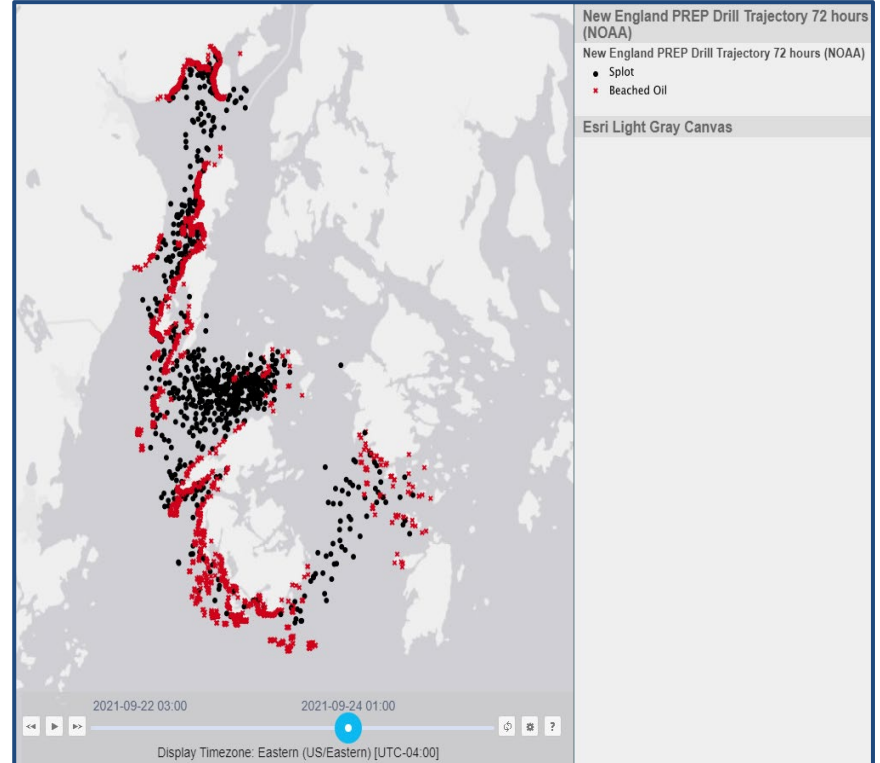 New England PREP Drill Trajectory 72 hours
(NOAA)
New England PREP Drill Trajectory 72 hours (NOAA)
Splot
Beached Oil
Esri Light Gray Canvas
2021-09-22 03:00
2021-09-24 01:00
?
Display Timezone: Eastern (US/Eastern) [UTC-04:00]